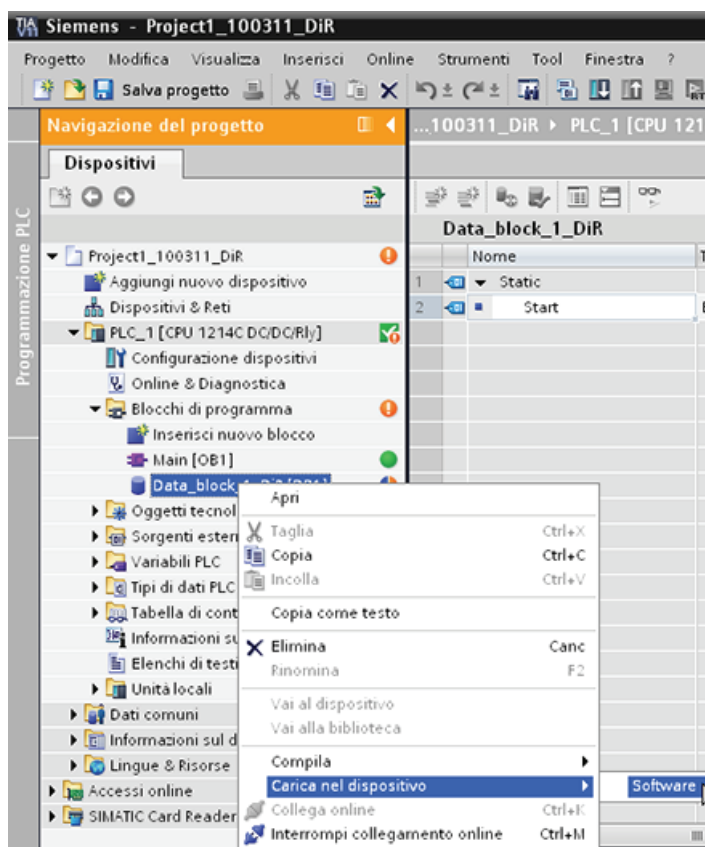 Siemens - Project1_100311_DiR
Progetto Modifica Visualizza Inserisci Online Strumenti Tool Finestra ?
Salva progetto
Navigazione del progetto
...100311_DiR ▸ PLC_1 [CPU 121
Dispositivi
Programmazione PLC
Data_block_1_DiR
Nome
Project1_100311_DiR
Aggiungi nuovo dispositivo
1 Static
Dispositivi & Reti
2 Start
PLC_1 [CPU 1214C DC/DC/Rly]
Configurazione dispositivi
Online & Diagnostica
Blocchi di programma
Inserisci nuovo blocco
Main [OB1]
Data_block_1_DiR [DB1]
Oggetti tecnol
Sorgenti estern
Variabili PLC
Tipi di dati PLC
Tabella di cont
Informazioni su
Elenchi di testi
Unità locali
Dati comuni
Informazioni sul d
Lingue & Risorse
Accessi online
SIMATIC Card Reader
Apri
Taglia Ctrl+X
Copia Ctrl+C
Incolla Ctrl+V
Copia come testo
Elimina Canc
Rinomina F2
Vai al dispositivo
Vai alla biblioteca
Compila
Carica nel dispositivo
Software
Collega online Ctrl+K
Interrompi collegamento online Ctrl+M